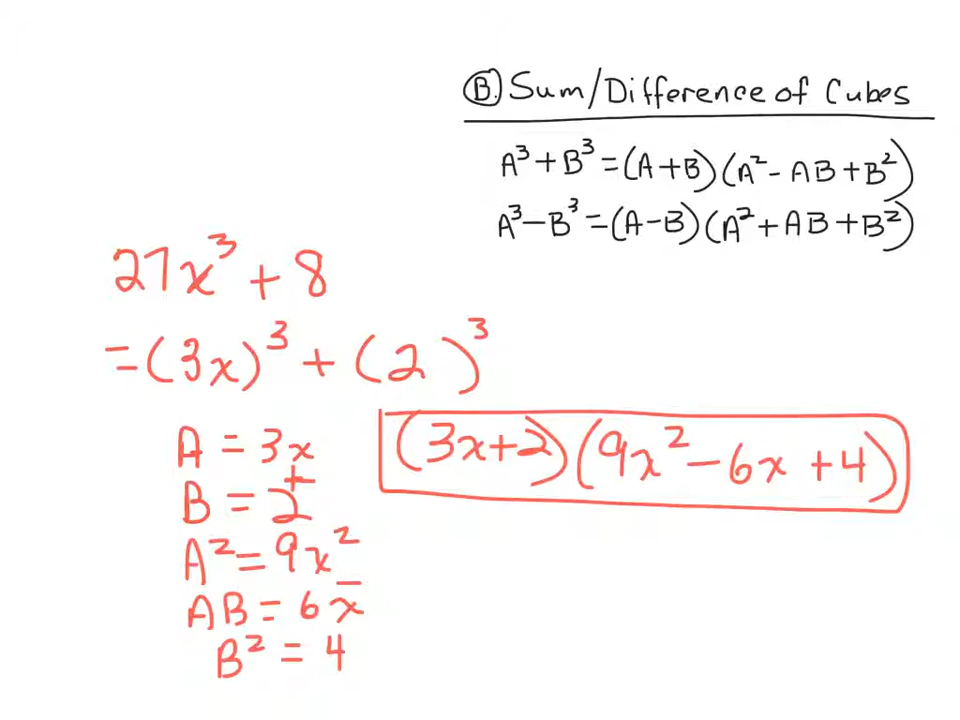 B. Sum/Difference of Cubes
A³ + B³ = (A + B)(A² - AB + B²)
A³ - B³ = (A - B)(A² + AB + B²)
27x³ + 8
= (3x)³ + (2)³
A = 3x
+
B = 2
A² = 9x²
-
AB = 6x
B² = 4
(3x+2)(9x² - 6x + 4)